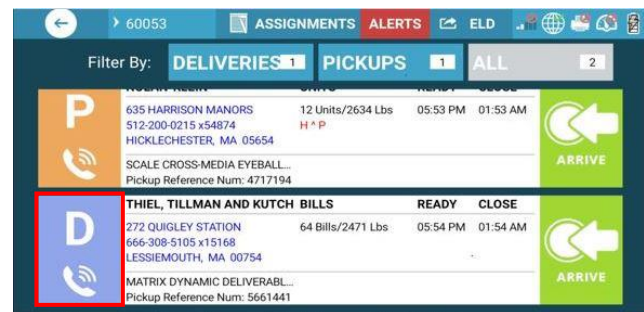 60053 ASSIGNMENTS ALERTS ELD
Filter By: DELIVERIES 1 PICKUPS 1 ALL 2
P
635 HARRISON MANORS 12 Units/2634 Lbs 05:53 PM 01:53 AM
512-200-0215 x54874 H ^ P
HICKLECHESTER, MA 05654
SCALE CROSS-MEDIA EYEBALL...
Pickup Reference Num: 4717194
ARRIVE
THIEL, TILLMAN AND KUTCH BILLS READY CLOSE
D
272 QUIGLEY STATION 64 Bills/2471 Lbs 05:54 PM 01:54 AM
666-308-5105 x15168
LESSIEMOUTH, MA 00754
MATRIX DYNAMIC DELIVERABL...
Pickup Reference Num: 5661441
ARRIVE